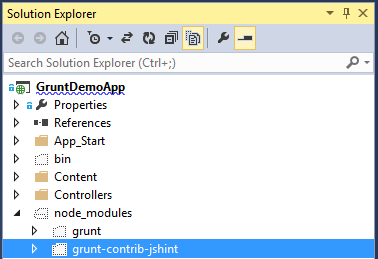 Solution Explorer
Search Solution Explorer (Ctrl+;)
GruntDemoApp
Properties
References
App_Start
bin
Content
Controllers
node_modules
grunt
grunt-contrib-jshint